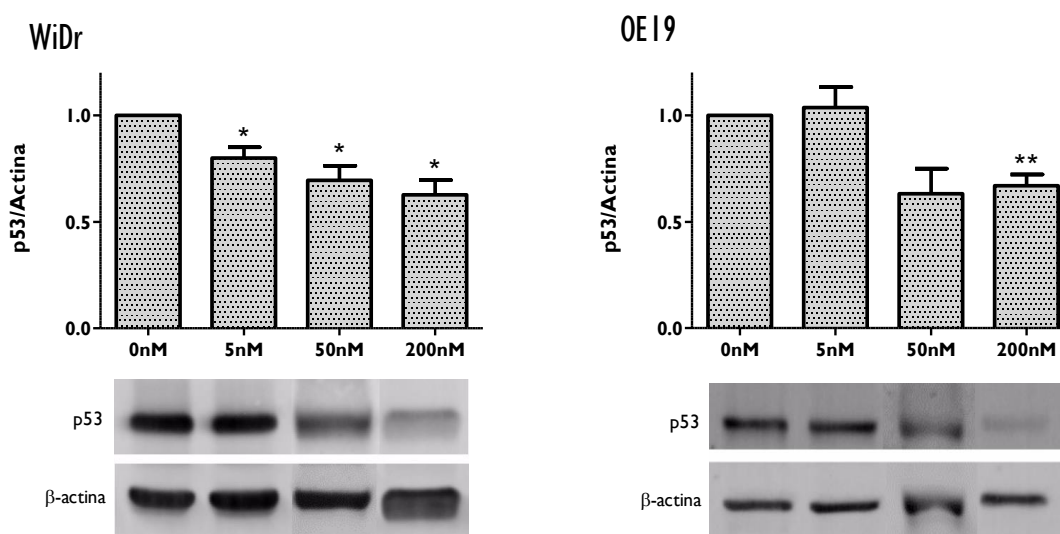 WiDr
p53/Actina
1.0
0.5
0.0
*
*
*
0nM
5nM
50nM
200nM
p53
β-actina
OE19
p53/Actina
1.0
0.5
0.0
**
0nM
5nM
50nM
200nM
p53
β-actina